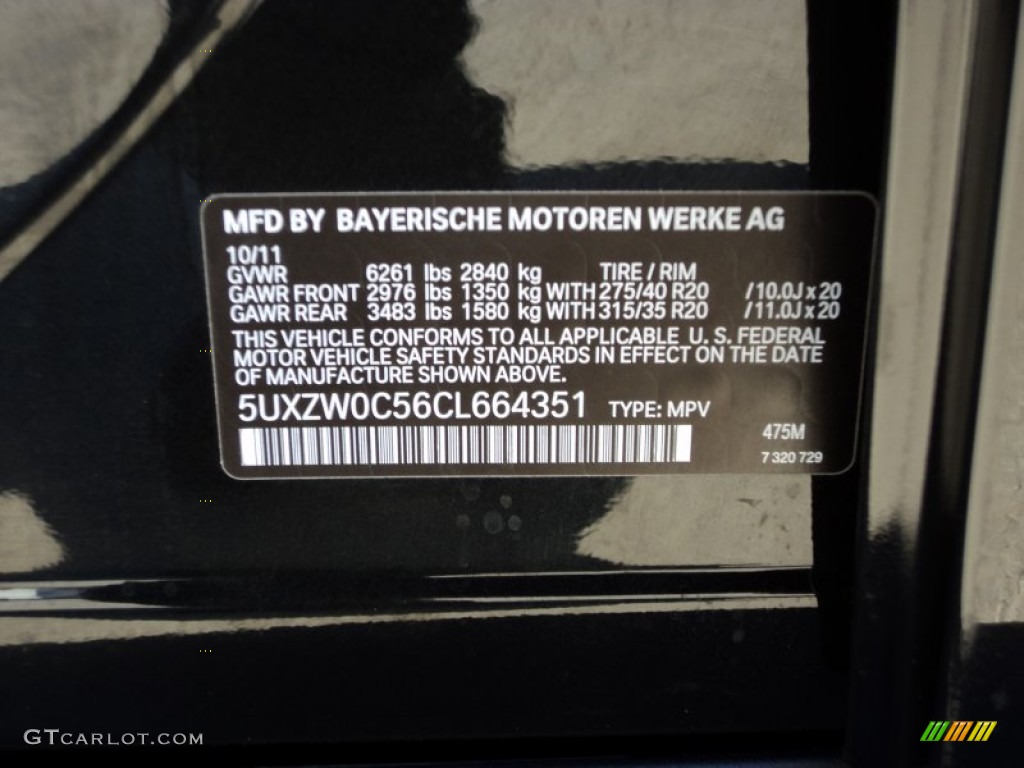 MFD BY BAYERISCHE MOTOREN WERKE AG
10/11
GVWR 6261 lbs 2840 kg TIRE / RIM
GAWR FRONT 2976 lbs 1350 kg WITH 275/40 R20 /10.0J x 20
GAWR REAR 3483 lbs 1580 kg WITH 315/35 R20 /11.0J x 20
THIS VEHICLE CONFORMS TO ALL APPLICABLE U. S. FEDERAL
MOTOR VEHICLE SAFETY STANDARDS IN EFFECT ON THE DATE
OF MANUFACTURE SHOWN ABOVE.
5UXZW0C56CL664351 TYPE: MPV
475M
7 320 729
GTCARLOT.COM